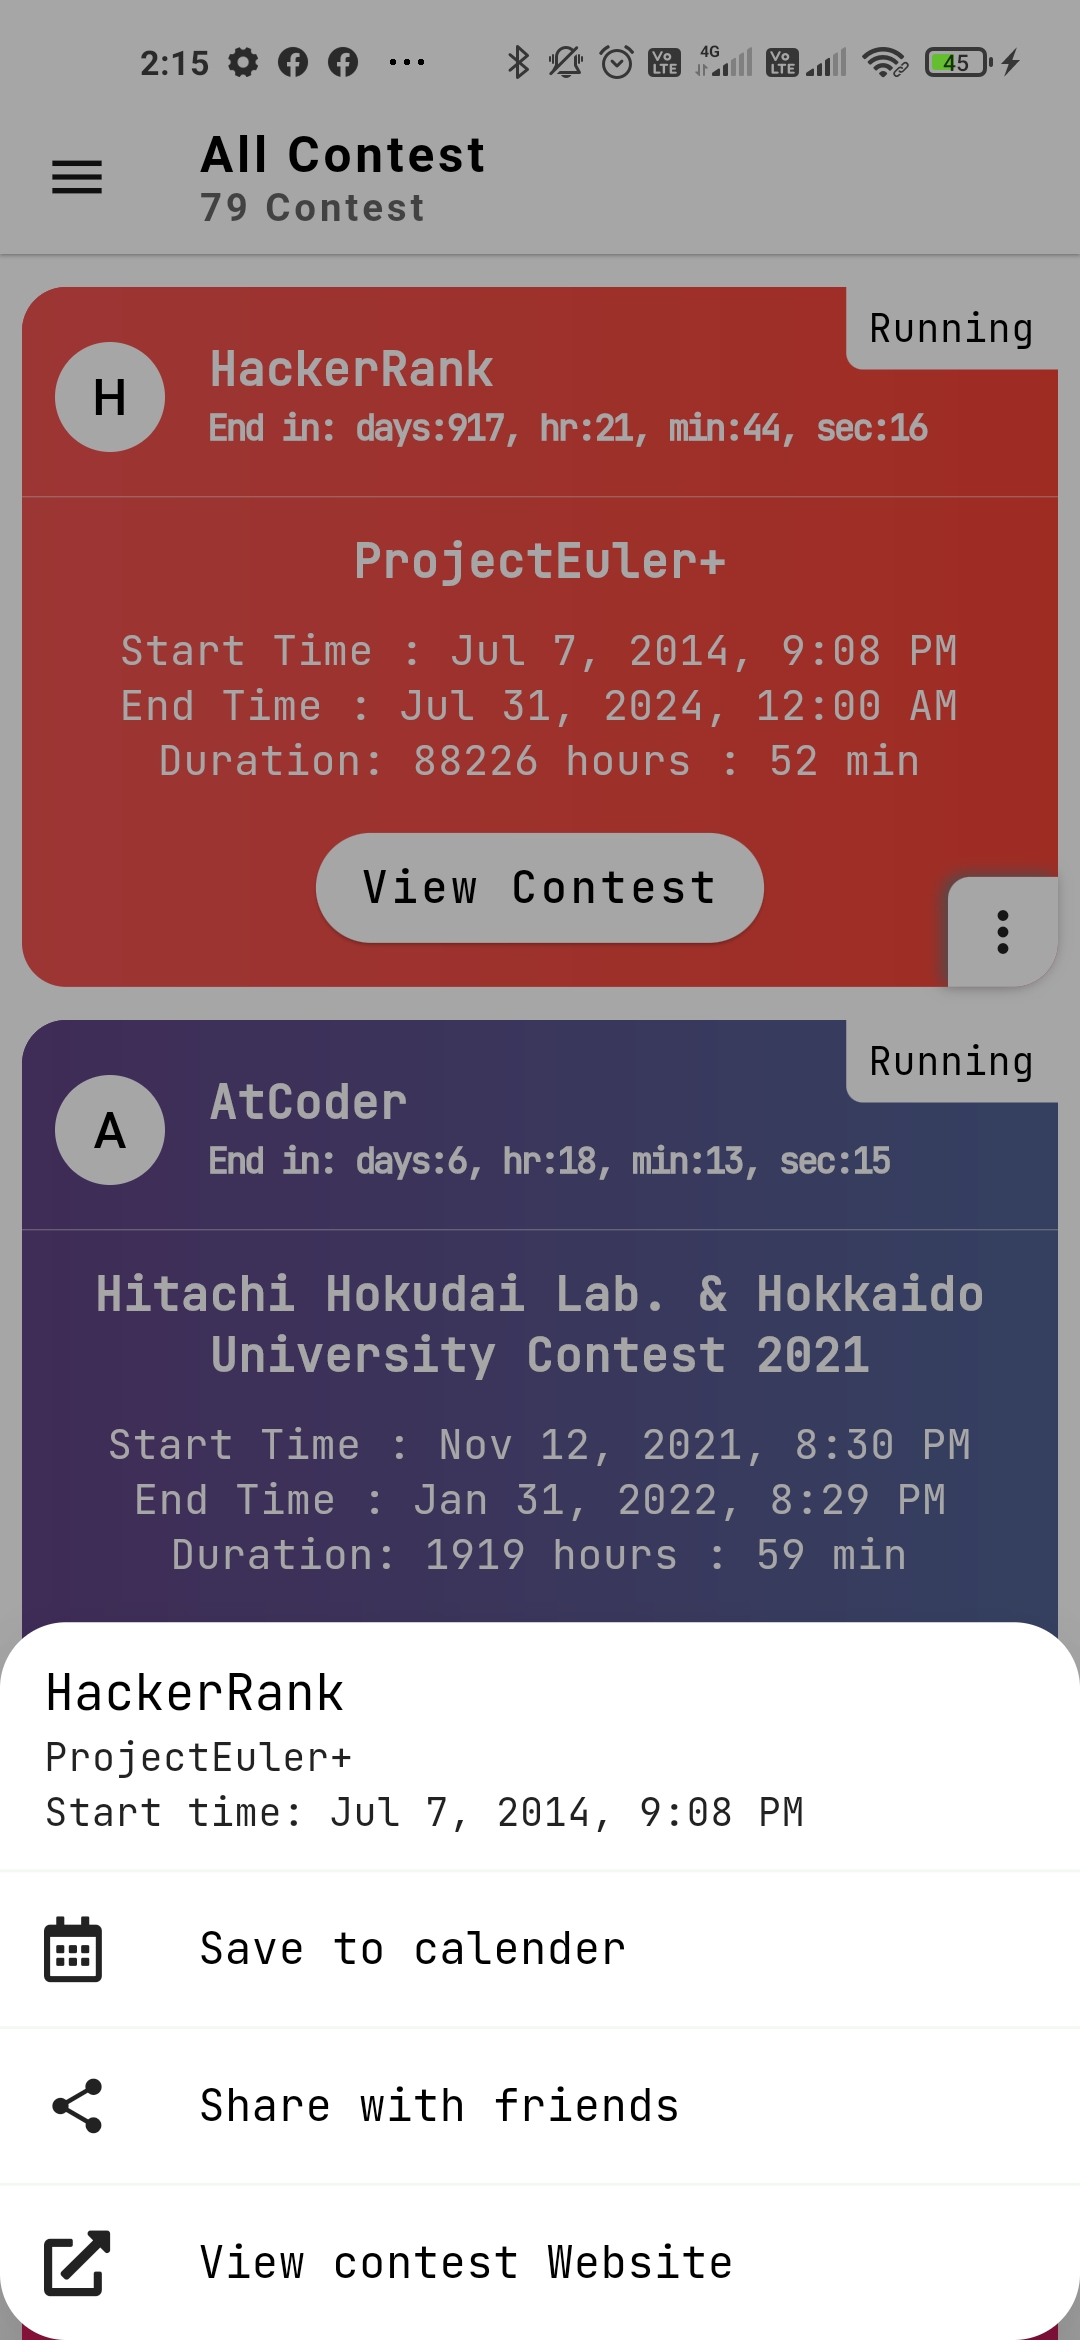 2:15 ... Vo LTE 4G Vo LTE 45
All Contest
79 Contest
Running
H
HackerRank
End in: days:917, hr:21, min:44, sec:16
ProjectEuler+
Start Time : Jul 7, 2014, 9:08 PM
End Time : Jul 31, 2024, 12:00 AM
Duration: 88226 hours : 52 min
View Contest
Running
A
AtCoder
End in: days:6, hr:18, min:13, sec:15
Hitachi Hokudai Lab. & Hokkaido
University Contest 2021
Start Time : Nov 12, 2021, 8:30 PM
End Time : Jan 31, 2022, 8:29 PM
Duration: 1919 hours : 59 min
HackerRank
ProjectEuler+
Start time: Jul 7, 2014, 9:08 PM
Save to calender
Share with friends
View contest Website